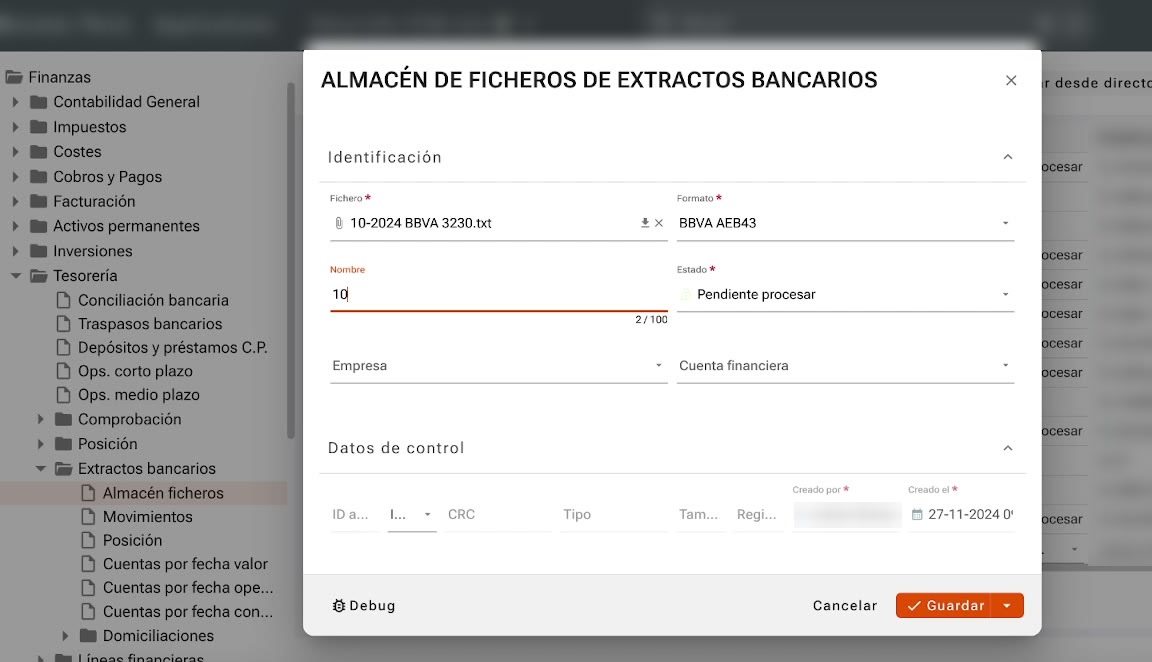 Finanzas
Contabilidad General
Impuestos
Costes
Cobros y Pagos
Facturación
Activos permanentes
Inversiones
Tesorería
Conciliación bancaria
Traspasos bancarios
Depósitos y préstamos C.P.
Ops. corto plazo
Ops. medio plazo
Comprobación
Posición
Extractos bancarios
Almacén ficheros
Movimientos
Posición
Cuentas por fecha valor
Cuentas por fecha ope...
Cuentas por fecha con...
Domiciliaciones
Líneas financieras
ALMACÉN DE FICHEROS DE EXTRACTOS BANCARIOS
Identificación
Fichero * Formato *
10-2024 BBVA 3230.txt BBVA AEB43
Nombre Estado *
10 Pendiente procesar
2 / 100
Empresa Cuenta financiera
Datos de control
Creado por * Creado el *
ID a... I... CRC Tipo Tam... Regi... 27-11-2024 0
Debug Cancelar Guardar
ar desde directo
ocesar
ocesar
ocesar
ocesar
ocesar
ocesar
ocesar
ocesar